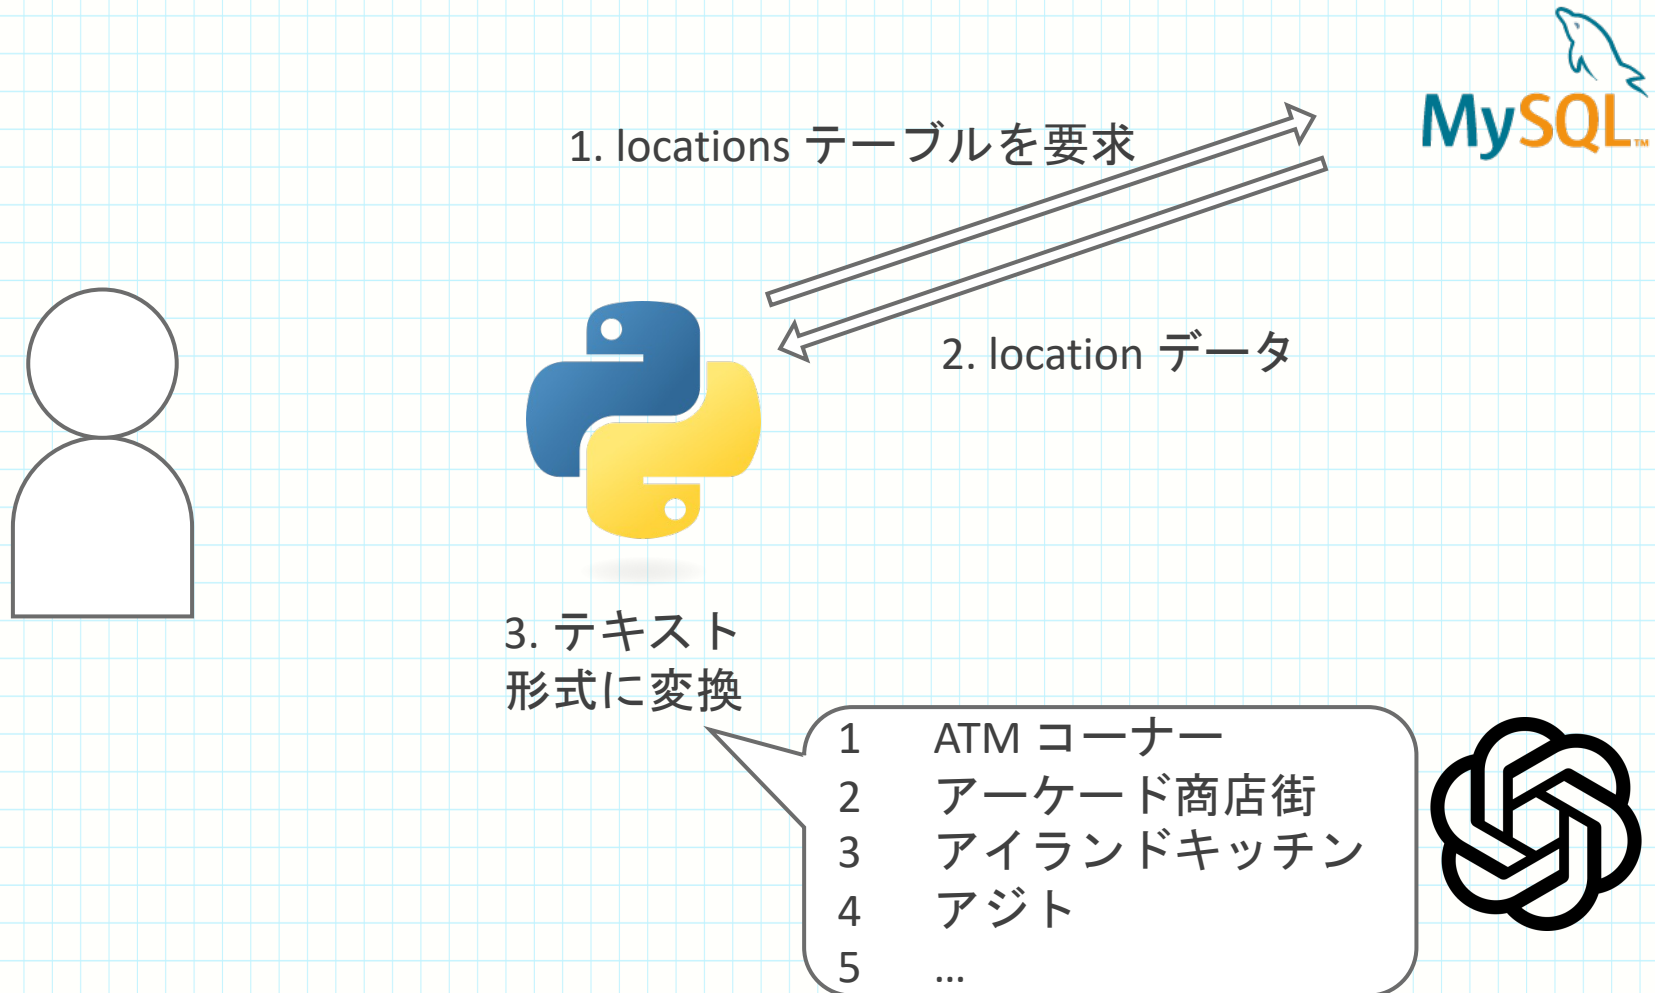 MySQL™
1. locations テーブルを要求
2. location データ
3. テキスト
形式に変換
1 ATM コーナー
2 アーケード商店街
3 アイランドキッチン
4 アジト
5 …